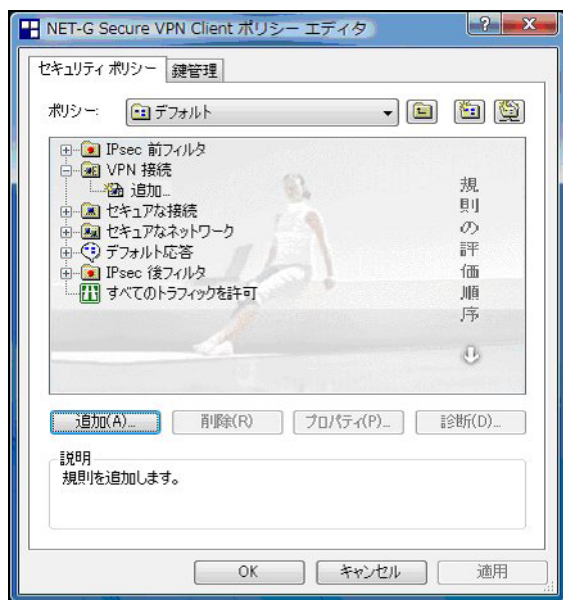 NET-G Secure VPN Client ポリシー エディタ
セキュリティ ポリシー 鍵管理
ポリシー: デフォルト
IPsec 前フィルタ
VPN 接続
追加...
セキュアな接続
セキュアなネットワーク
デフォルト応答
IPsec 後フィルタ
すべてのトラフィックを許可
規則の評価順序
追加(A)... 削除(R) プロパティ(P)... 診断(D)...
説明
規則を追加します。
OK キャンセル 適用